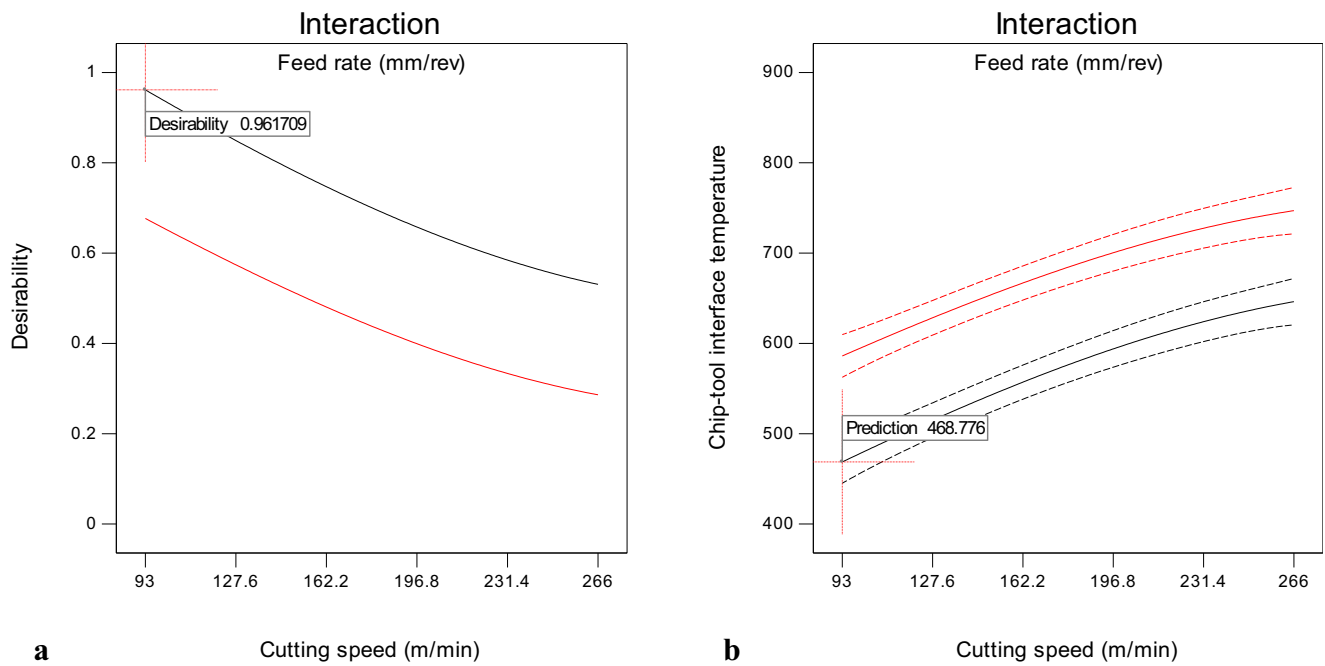 Interaction
Feed rate (mm/rev)
1
0.8
0.6
0.4
0.2
0
Desirability
Desirability 0.961709
93 127.6 162.2 196.8 231.4 266
a
Cutting speed (m/min)
Interaction
Feed rate (mm/rev)
900
800
700
600
500
400
Chip-tool interface temperature
Prediction 468.776
93 127.6 162.2 196.8 231.4 266
b
Cutting speed (m/min)